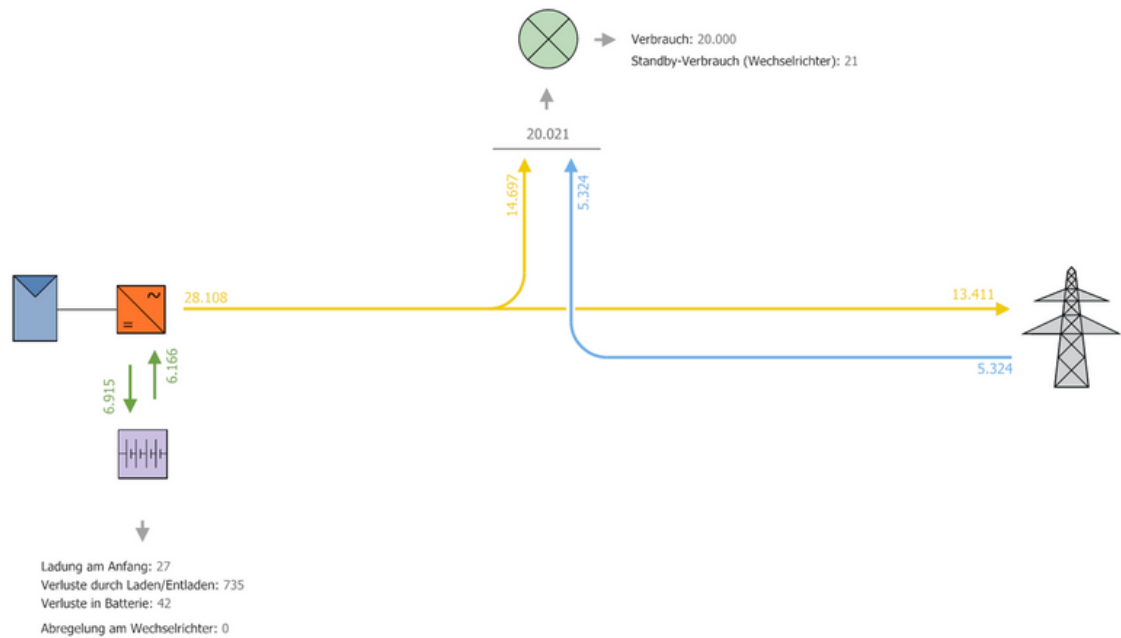 Verbrauch: 20.000
Standby-Verbrauch (Wechselrichter): 21
20.021
14.697
5.324
28.108
13.411
5.324
6.915
6.166
Ladung am Anfang: 27
Verluste durch Laden/Entladen: 735
Verluste in Batterie: 42
Abregelung am Wechselrichter: 0